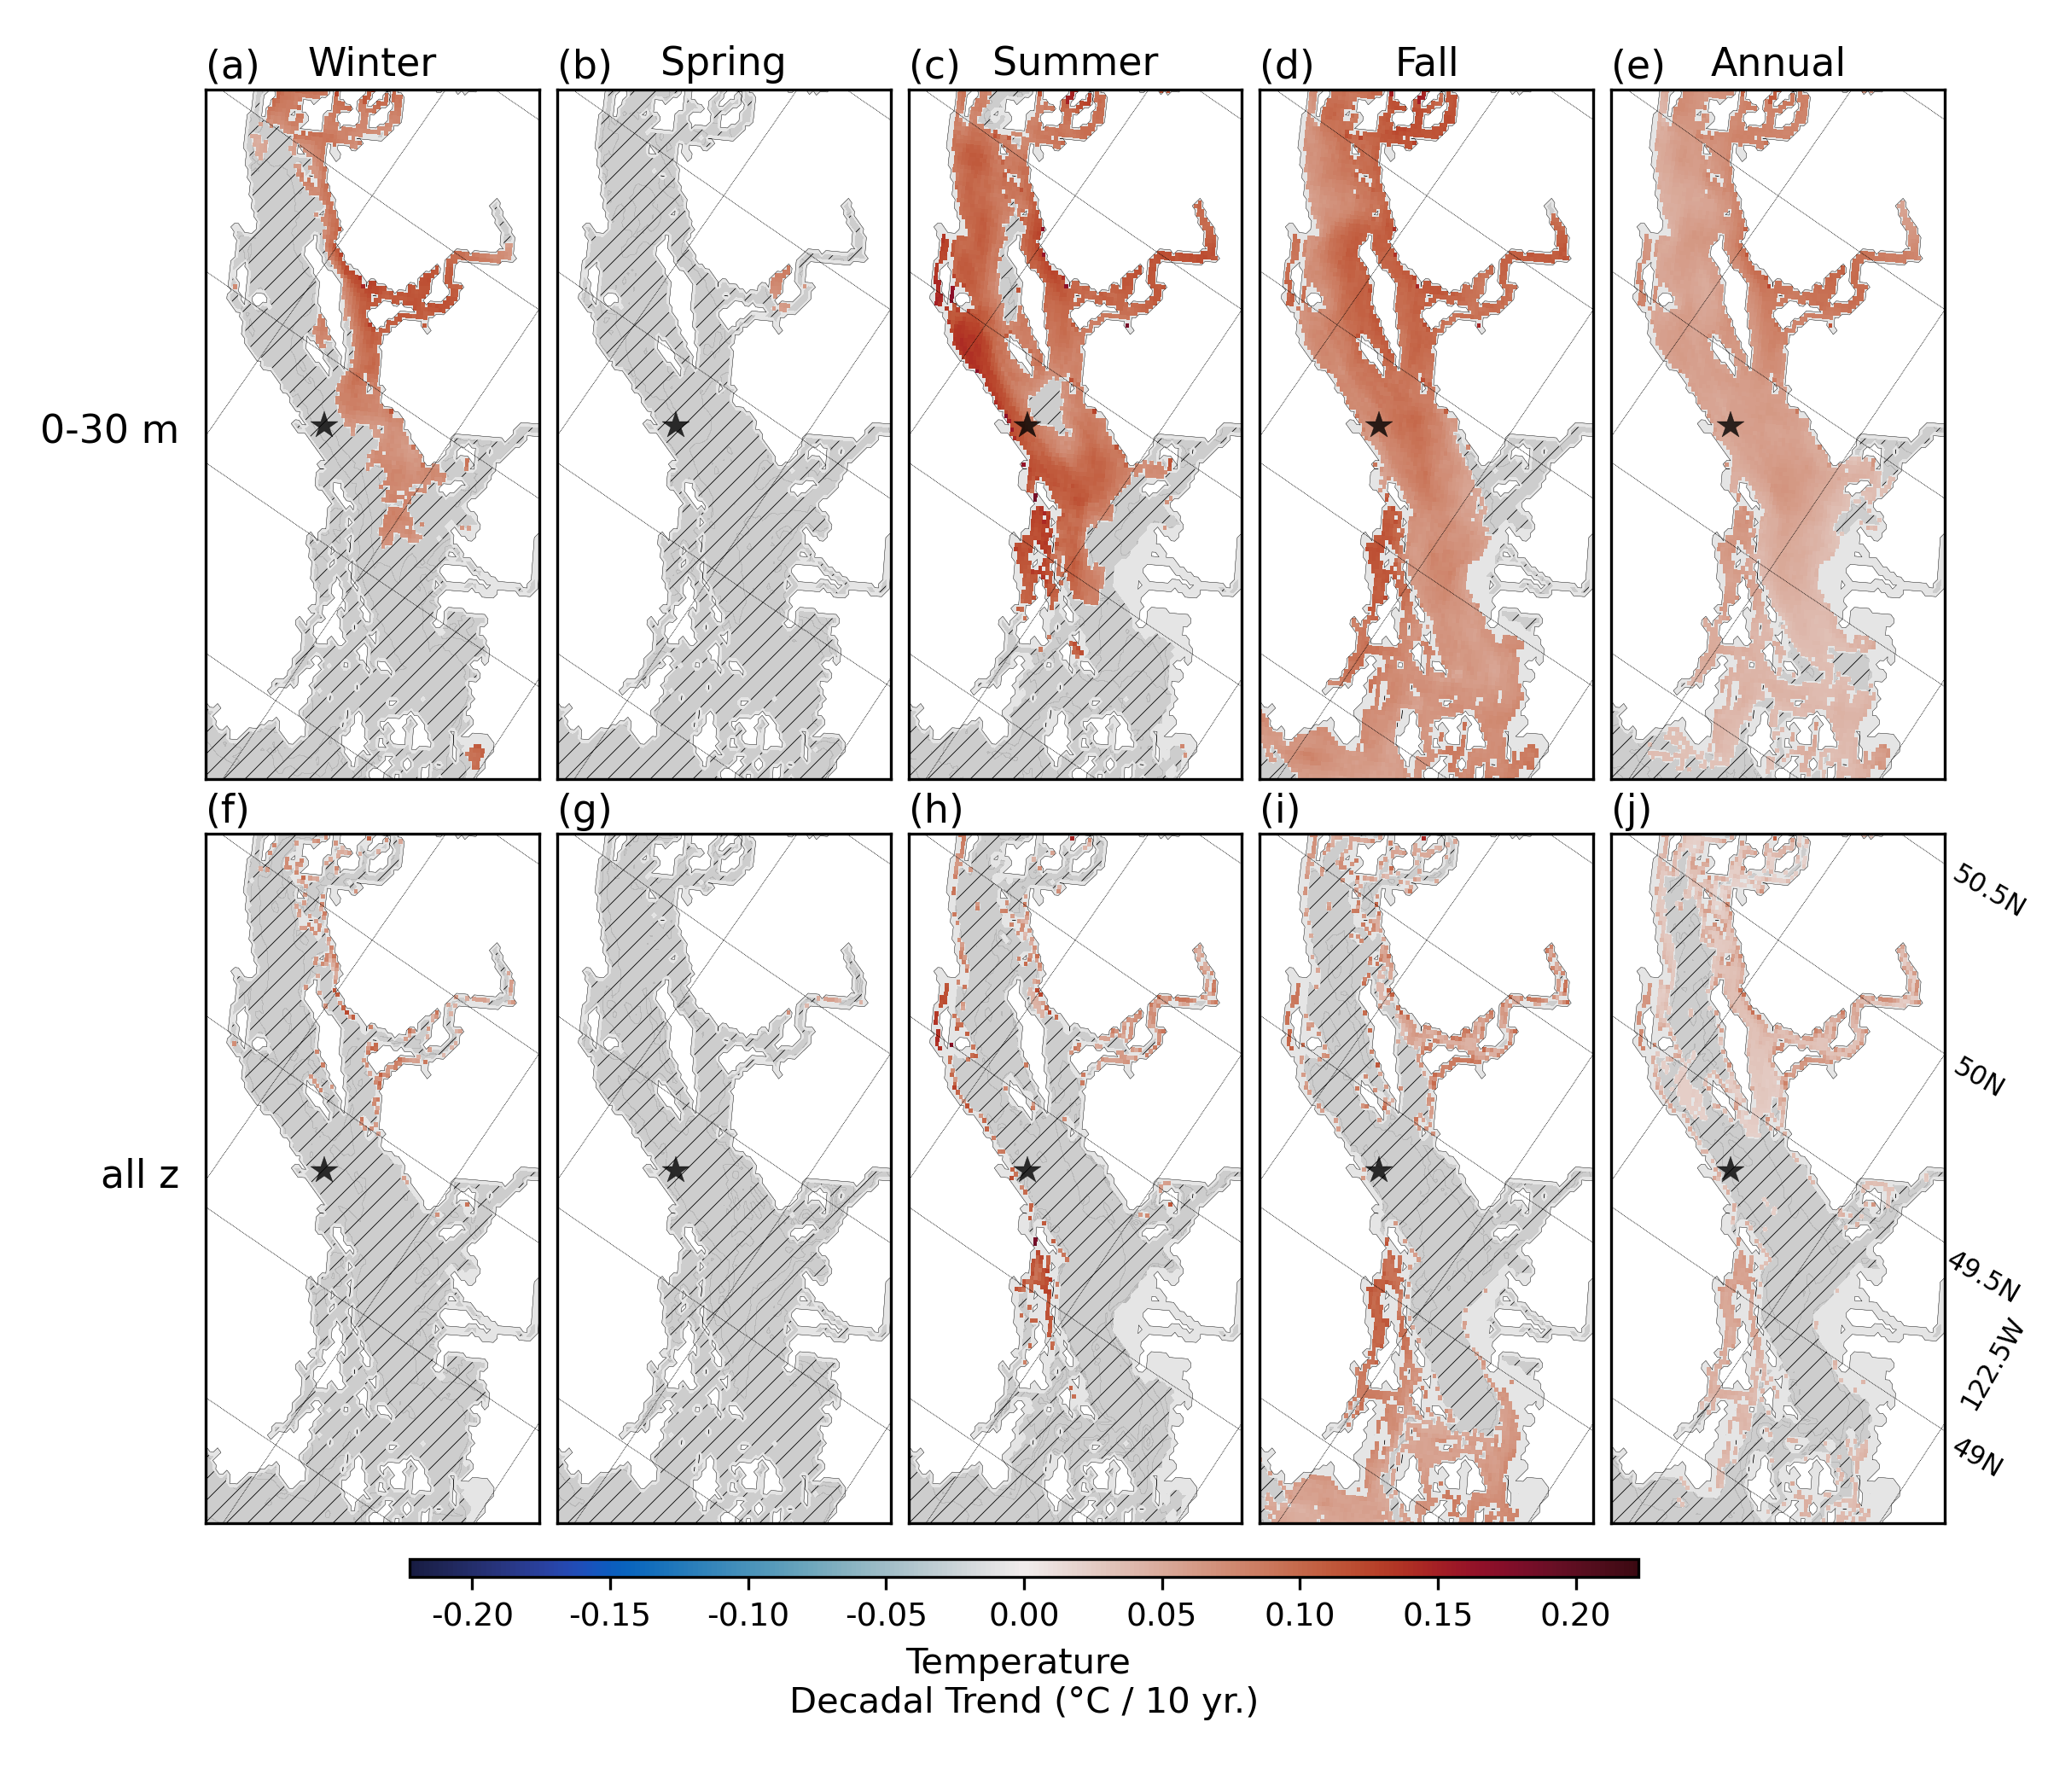 (a) Winter
(b) Spring
(c) Summer
(d) Fall
(e) Annual
0-30 m
(f)
(g)
(h)
(i)
(j)
all z
50.5N
50N
49.5N
122.5W
49N
-0.20 -0.15 -0.10 -0.05 0.00 0.05 0.10 0.15 0.20
Temperature
Decadal Trend (°C / 10 yr.)